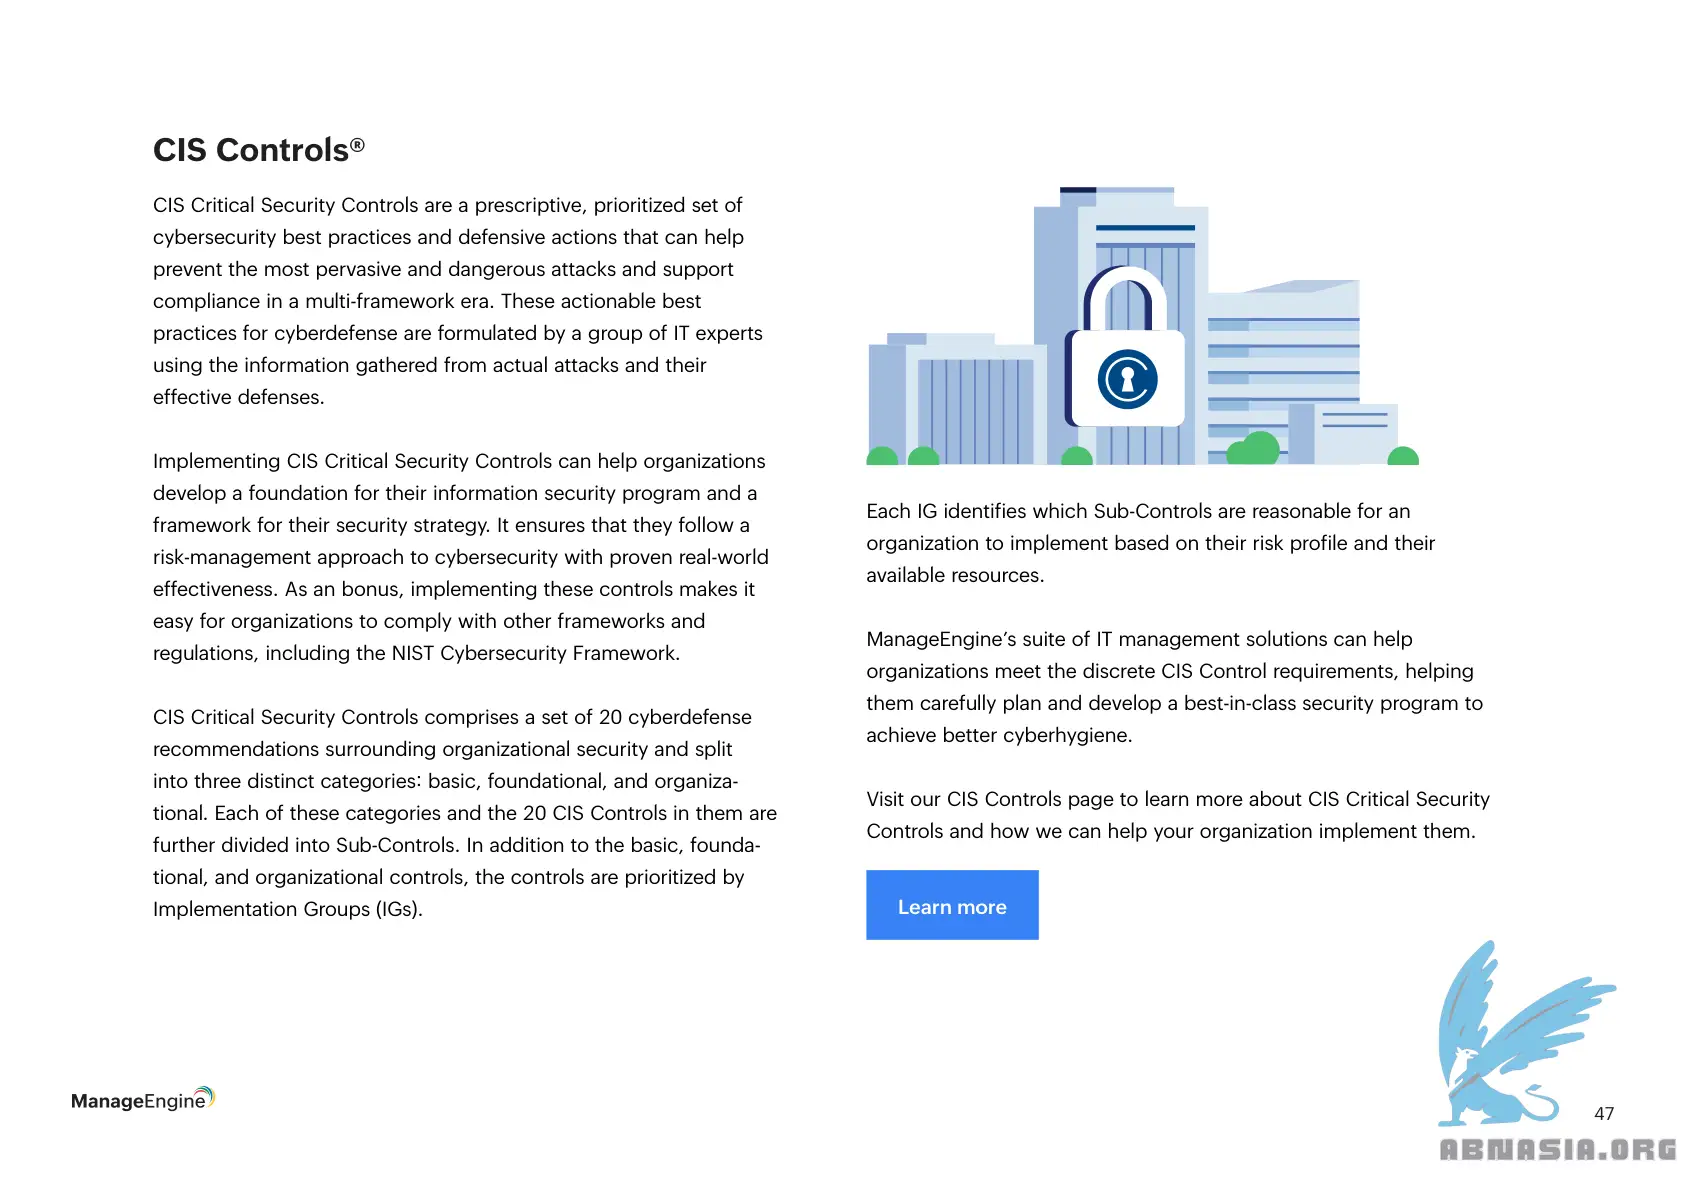 CIS Controls®
CIS Critical Security Controls are a prescriptive, prioritized set of
cybersecurity best practices and defensive actions that can help
prevent the most pervasive and dangerous attacks and support
compliance in a multi-framework era. These actionable best
practices for cyberdefense are formulated by a group of IT experts
using the information gathered from actual attacks and their
effective defenses.
Implementing CIS Critical Security Controls can help organizations
develop a foundation for their information security program and a
framework for their security strategy. It ensures that they follow a
risk-management approach to cybersecurity with proven real-world
effectiveness. As an bonus, implementing these controls makes it
easy for organizations to comply with other frameworks and
regulations, including the NIST Cybersecurity Framework.
CIS Critical Security Controls comprises a set of 20 cyberdefense
recommendations surrounding organizational security and split
into three distinct categories: basic, foundational, and organiza-
tional. Each of these categories and the 20 CIS Controls in them are
further divided into Sub-Controls. In addition to the basic, founda-
tional, and organizational controls, the controls are prioritized by
Implementation Groups (IGs).
Each IG identifies which Sub-Controls are reasonable for an
organization to implement based on their risk profile and their
available resources.
ManageEngine’s suite of IT management solutions can help
organizations meet the discrete CIS Control requirements, helping
them carefully plan and develop a best-in-class security program to
achieve better cyberhygiene.
Visit our CIS Controls page to learn more about CIS Critical Security
Controls and how we can help your organization implement them.
Learn more
ManageEngine
47
ABNASIA.ORG